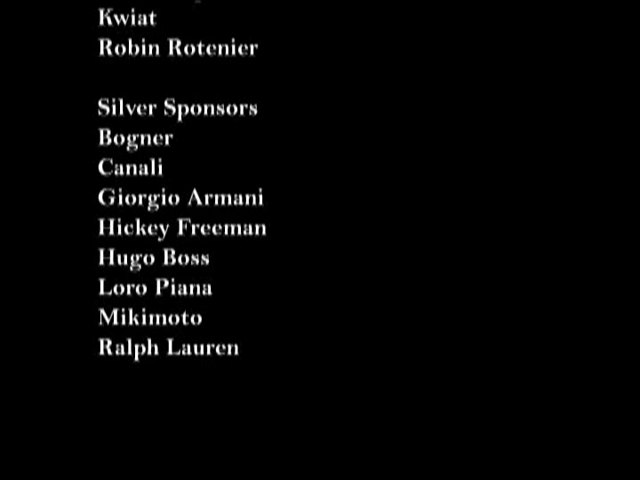 Kwiat
Robin Rotenier
Silver Sponsors
Bogner
Canali
Giorgio Armani
Hickey Freeman
Hugo Boss
Loro Piana
Mikimoto
Ralph Lauren